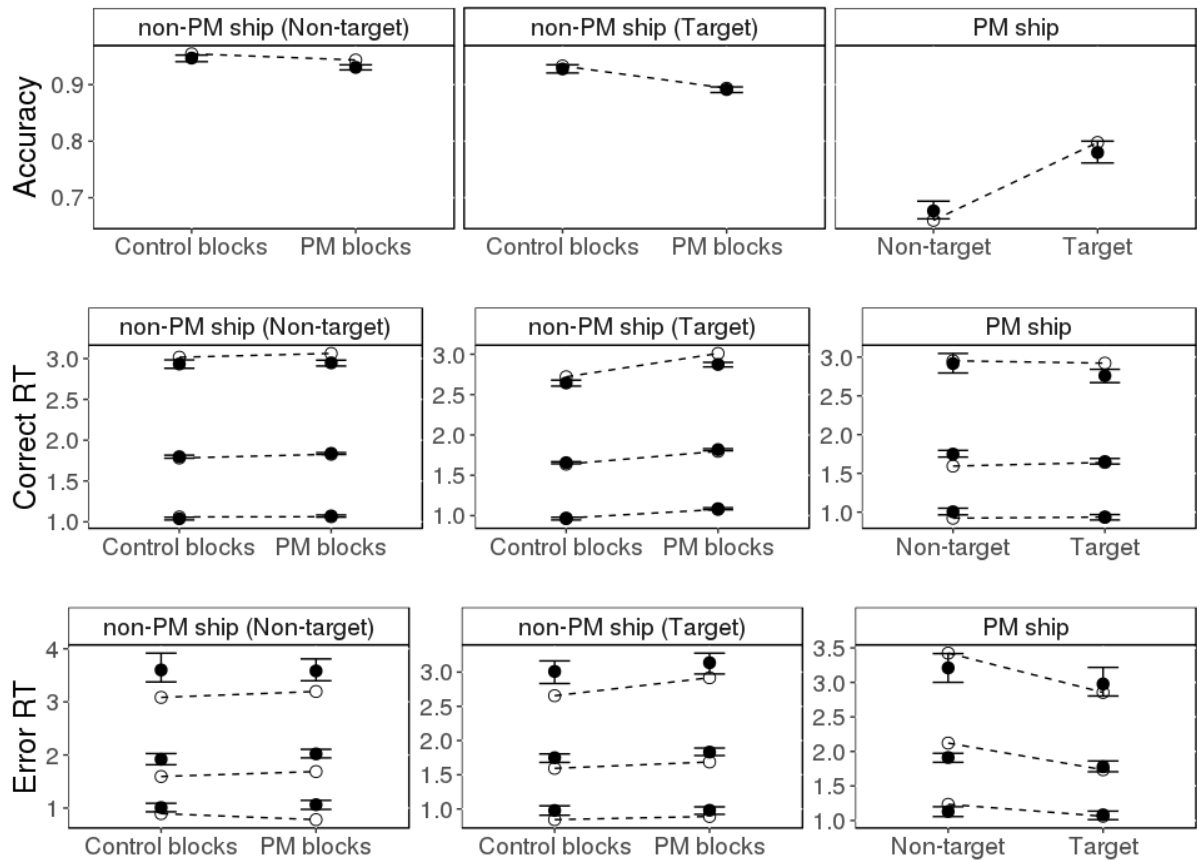 non-PM ship (Non-target) non-PM ship (Target) PM ship
Accuracy
0.9
0.8
0.7
Control blocks PM blocks Control blocks PM blocks Non-target Target
non-PM ship (Non-target) non-PM ship (Target) PM ship
Correct RT
3.0 3.0 3.0
2.5 2.5 2.5
2.0 2.0 2.0
1.5 1.5 1.5
1.0 1.0 1.0
Control blocks PM blocks Control blocks PM blocks Non-target Target
non-PM ship (Non-target) non-PM ship (Target) PM ship
Error RT
4 3.0 3.5
3 2.5 3.0
2 2.0 2.5
1 1.5 2.0
1.0 1.5
1.0
Control blocks PM blocks Control blocks PM blocks Non-target Target